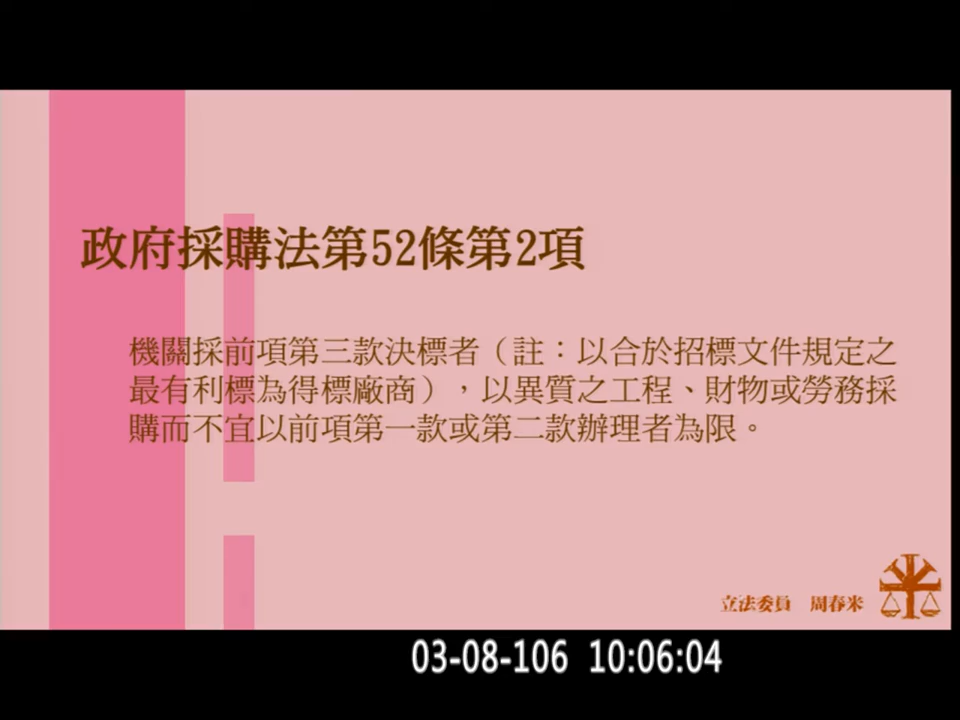 政府採購法第52條第2項
機關採前項第三款決標者（註：以合於招標文件規定之
最有利標為得標廠商），以異質之工程、財物或勞務採
購而不宜以前項第一款或第二款辦理者為限。
立法委員 周春米
03-08-106 10:06:04